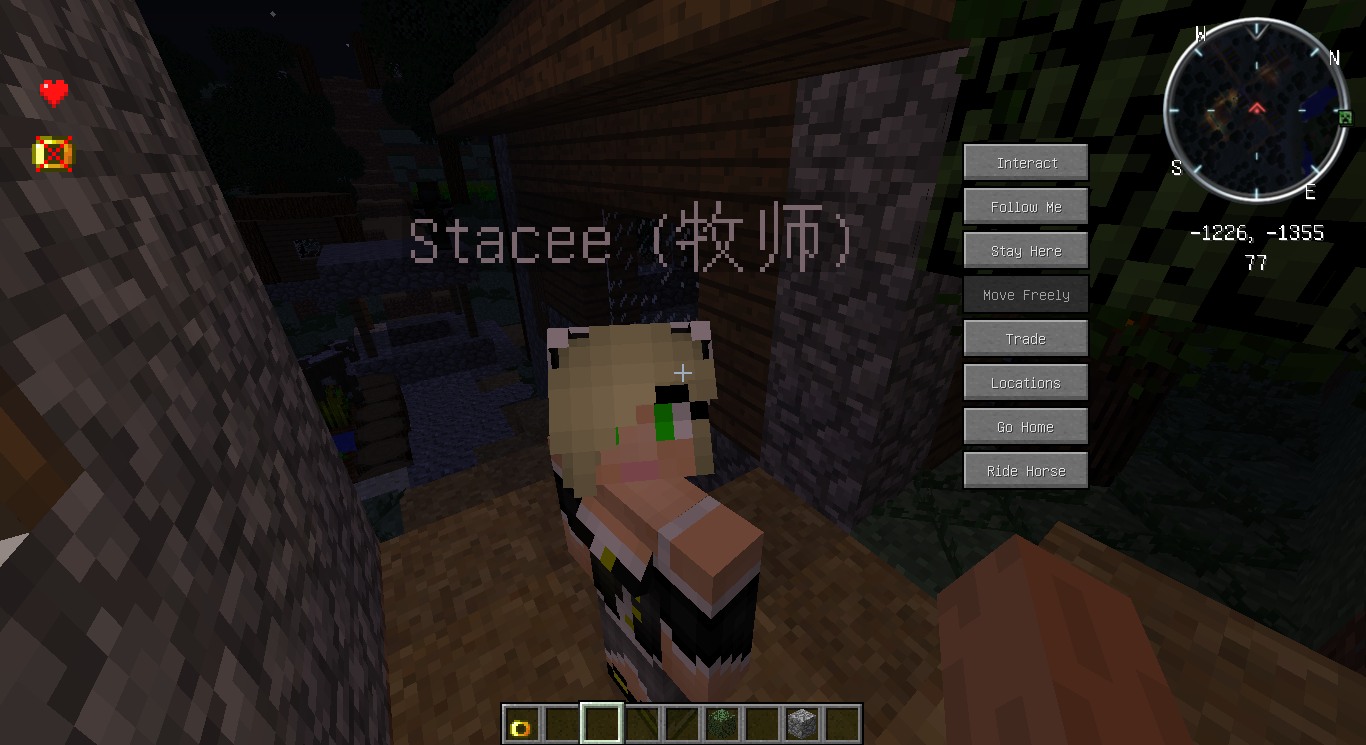 W
N
S
E
-1226, -1355
77
Stacee (牧师)
Interact
Follow Me
Stay Here
Move Freely
Trade
Locations
Go Home
Ride Horse